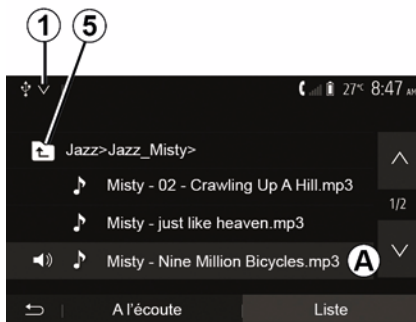 1 5
27°C 8:47 AM
Jazz>Jazz_Misty>
Misty - 02 - Crawling Up A Hill.mp3
1/2
Misty - just like heaven.mp3
Misty - Nine Million Bicycles.mp3 A
A l'écoute Liste